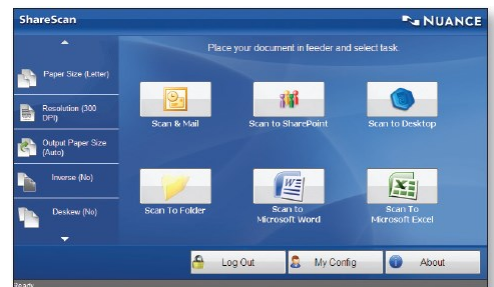 ShareScan
NUANCE
Place your document in feeder and select task.
Paper Size (Letter)
Resolution (300
DPI)
Output Paper Size
(Auto)
Inverse (No)
Deskew (No)
Scan & Mail
Scan to SharePoint
Scan to Desktop
Scan To Folder
Scan to
Microsoft Word
Scan To
Microsoft Excel
Log Out
My Config
About
Ready